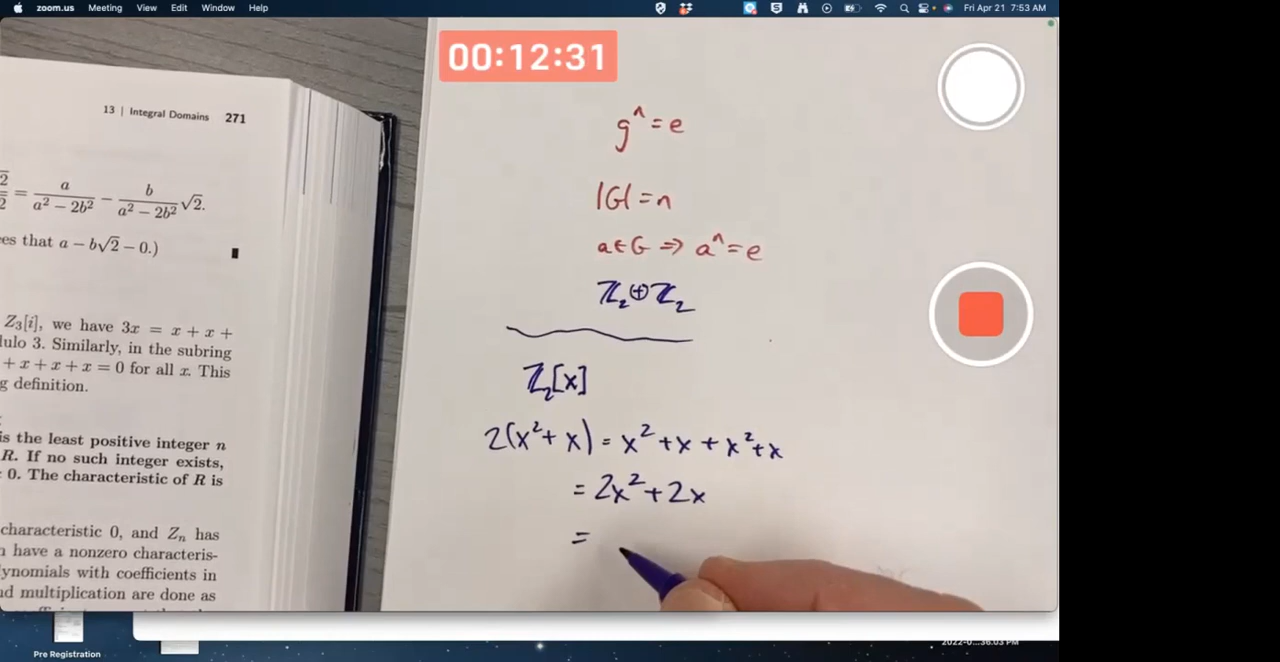 zoom.us Meeting View Edit Window Help Fri Apr 21 7:53 AM
00:12:31
13 | Integral Domains 271
= a/(a² − 2b²) − b/(a² − 2b²) √2.
that a − b√2 − 0.)
Z₃[i], we have 3x = x + x +
3. Similarly, in the subring
+ x + x + x = 0 for all x. This
definition.
is the least positive integer n
R. If no such integer exists,
0. The characteristic of R is
characteristic 0, and Zₙ has
have a nonzero characteris-
with coefficients in
multiplication are done as
gⁿ = e
|G| = n
a ∈ G ⇒ aⁿ = e
ℤ₂ ⊕ ℤ₂
ℤ₂[x]
2(x² + x) = x² + x + x² + x
= 2x² + 2x
=
Pre Registration